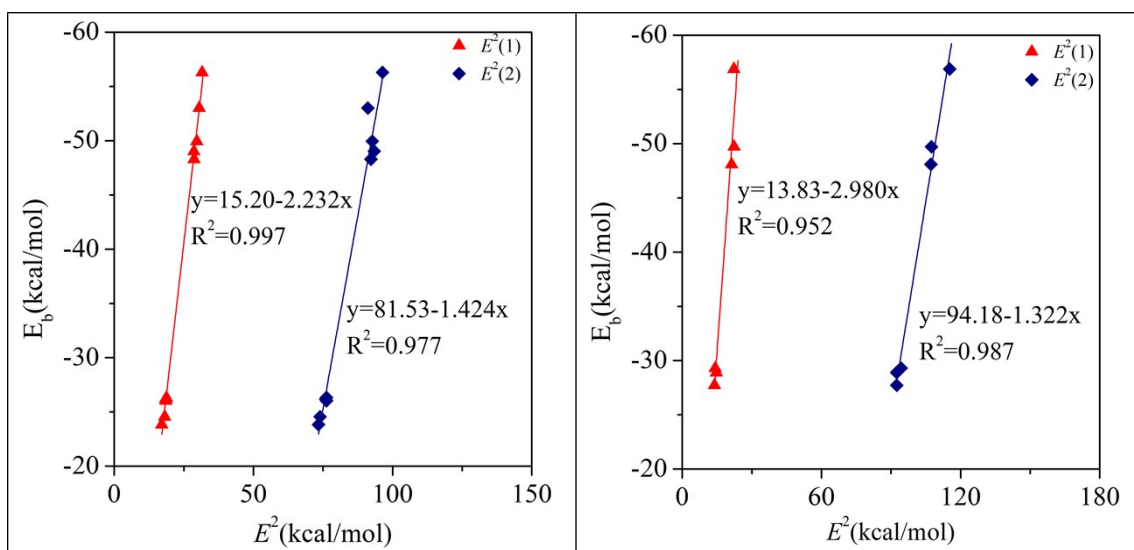 -60
-50
-40
-30
-20
E_b(kcal/mol)
E²(1)
E²(2)
y=15.20-2.232x
R²=0.997
y=81.53-1.424x
R²=0.977
0 50 100 150
E²(kcal/mol)
-60
-50
-40
-30
-20
E_b(kcal/mol)
E²(1)
E²(2)
y=13.83-2.980x
R²=0.952
y=94.18-1.322x
R²=0.987
0 60 120 180
E²(kcal/mol)